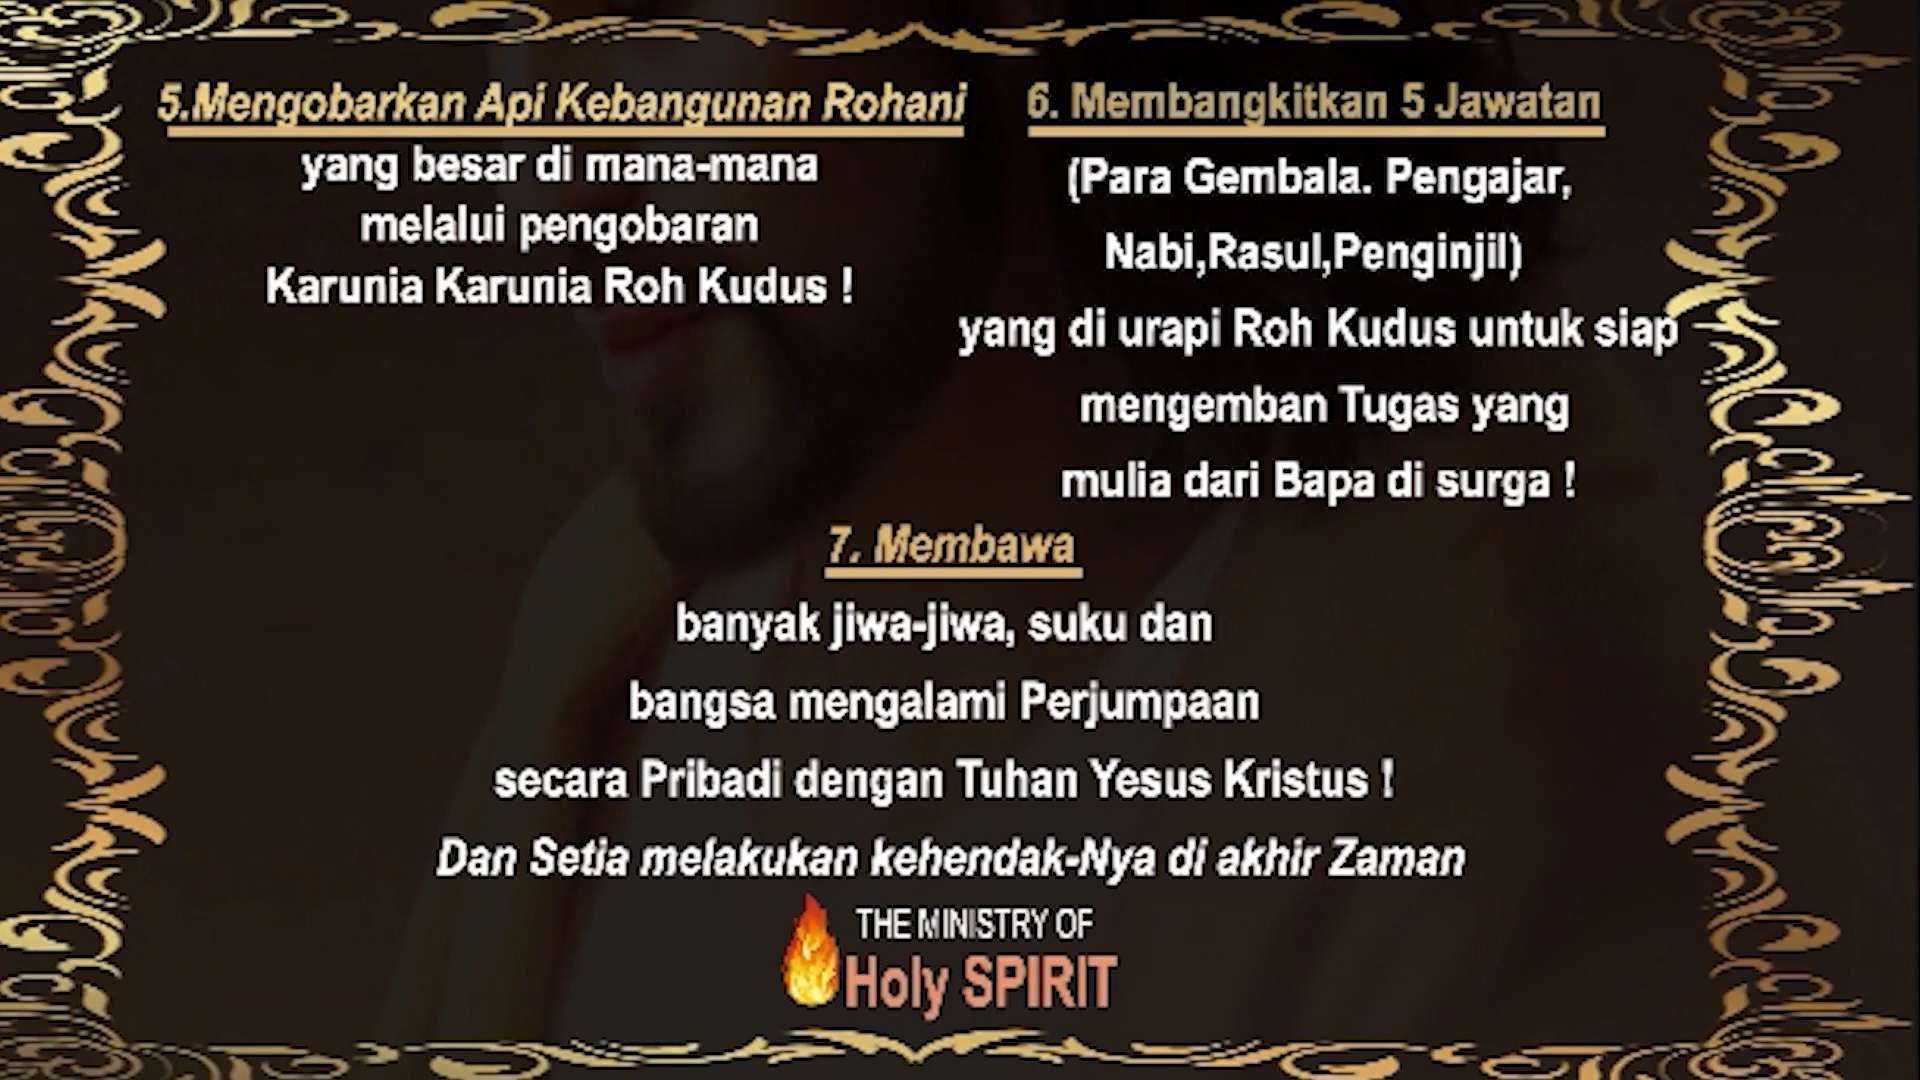 5.Mengobarkan Api Kebangunan Rohani
yang besar di mana-mana
melalui pengobaran
Karunia Karunia Roh Kudus !
6. Membangkitkan 5 Jawatan
(Para Gembala. Pengajar,
Nabi,Rasul,Penginjil)
yang di urapi Roh Kudus untuk siap
mengemban Tugas yang
mulia dari Bapa di surga !
7. Membawa
banyak jiwa-jiwa, suku dan
bangsa mengalami Perjumpaan
secara Pribadi dengan Tuhan Yesus Kristus !
Dan Setia melakukan kehendak-Nya di akhir Zaman
THE MINISTRY OF
Holy SPIRIT